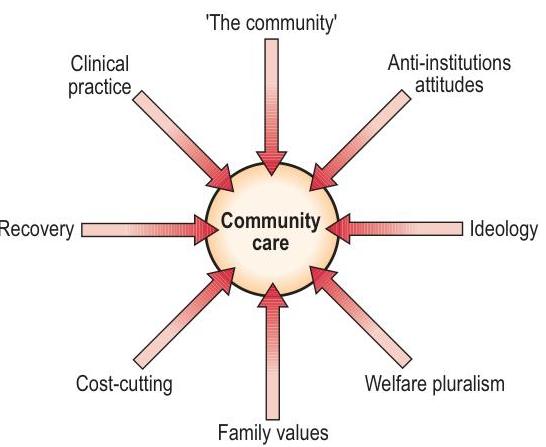 'The community'
Clinical
practice
Anti-institutions
attitudes
Recovery
Community
care
Ideology
Cost-cutting
Welfare pluralism
Family values